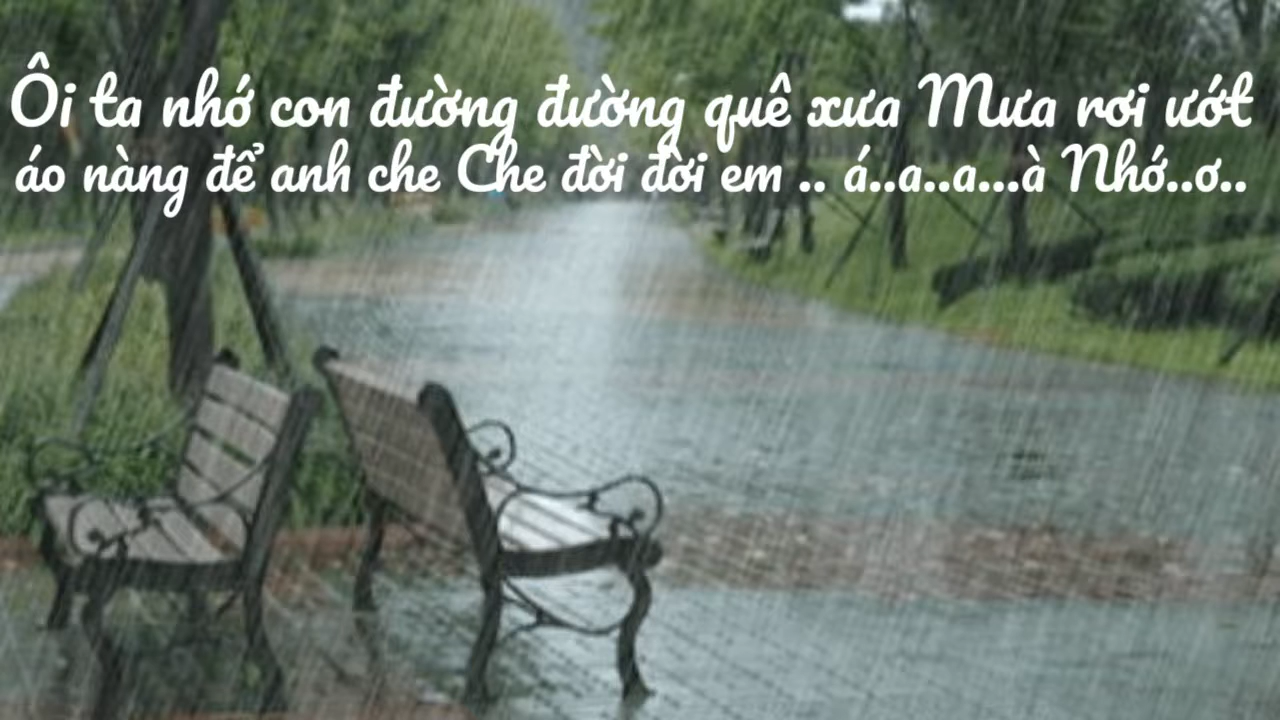 Ôi ta nhớ con đường đường quê xưa Mưa rơi ướt
áo nàng để anh che Che đời đời em .. á..a..a...à Nhớ..ơ..